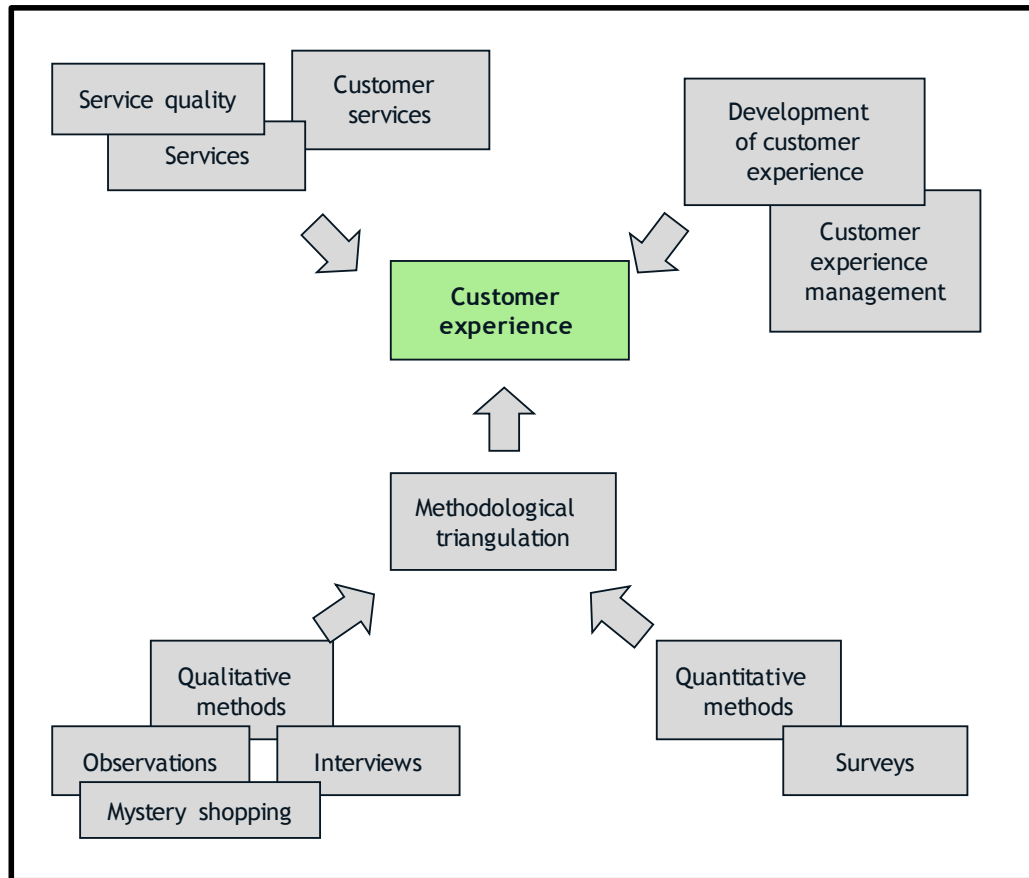 Service quality
Customer
services
Services
Development
of customer
experience
Customer
experience
management
Customer
experience
Methodological
triangulation
Qualitative
methods
Observations
Interviews
Mystery shopping
Quantitative
methods
Surveys